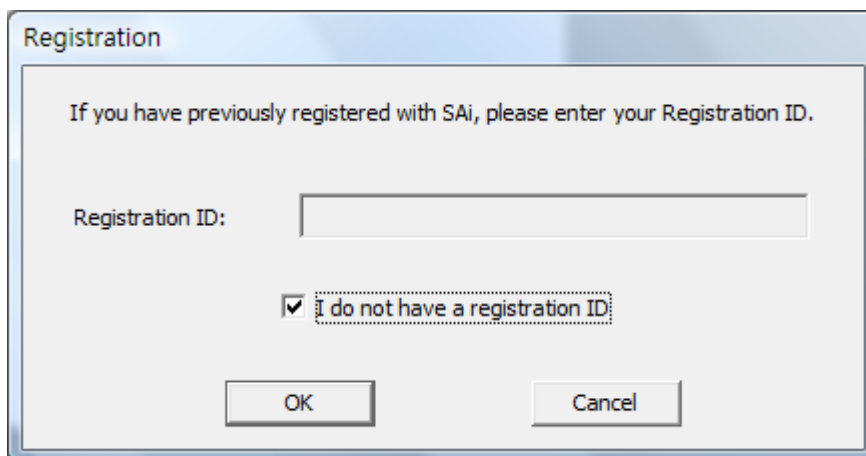 Registration
If you have previously registered with SAi, please enter your Registration ID.
Registration ID:
I do not have a registration ID
OK
Cancel